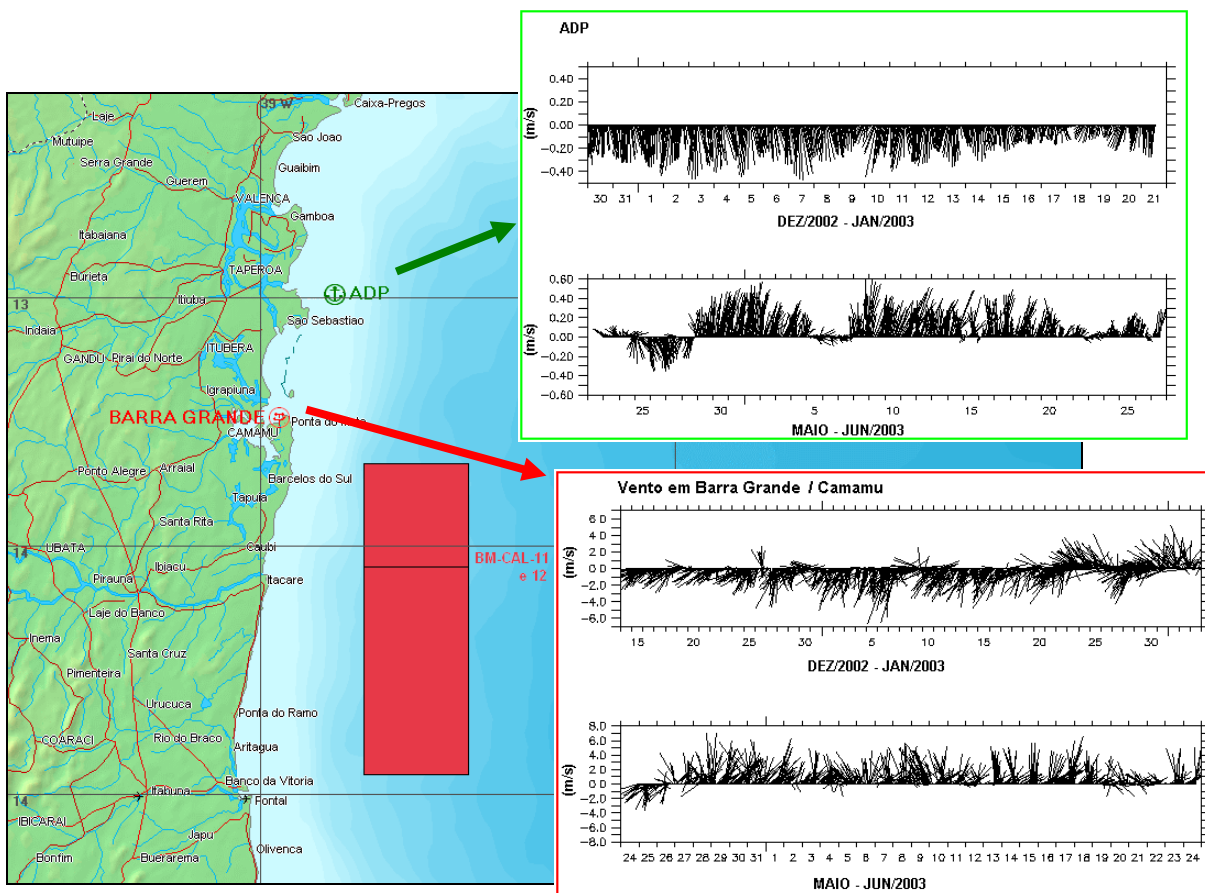 ADP
0.40
0.20
0.00
-0.20
-0.40
(m/s)
30 31 1 2 3 4 5 6 7 8 9 10 11 12 13 14 15 16 17 18 19 20 21
DEZ/2002 - JAN/2003
0.60
0.40
0.20
0.00
-0.20
-0.40
-0.60
(m/s)
25 30 5 10 15 20 25
MAIO - JUN/2003
39 W
Caixa-Pregos
Laje
Sao Joao
Mutuipe
Serra Grande
Guaibim
Guerem
VALENCA
Gamboa
Itabaiana
TAPEROA
Burieta
Ituba
ADP
13
Sao Sebastiao
Indaia
ITUBERA
GANDU
Pirai do Norte
Igrapiuna
BARRA GRANDE
Ponta do
CAMAMU
Porto Alegre
Arraial
Barcelos do Sul
Tapuia
Santa Rita
14
UBATA
Caubi
Ibiacu
BM-CAL-11
e 12
Pirauna
Itacare
Laje do Banco
Inema
Santa Cruz
Pimenteira
Urucuca
Ponta do Ramo
COARACI
Rio do Braco
Aritagua
Banco da Vitoria
Itabuna
14
Pontal
IBICARAI
Japu
Bonfim
Buerarema
Olivenca
Vento em Barra Grande / Camamu
6.0
4.0
2.0
0.0
-2.0
-4.0
-6.0
(m/s)
15 20 25 30 5 10 15 20 25 30
DEZ/2002 - JAN/2003
8.0
6.0
4.0
2.0
0.0
-2.0
-4.0
-6.0
-8.0
(m/s)
24 25 26 27 28 29 30 31 1 2 3 4 5 6 7 8 9 10 11 12 13 14 15 16 17 18 19 20 21 22 23 24
MAIO - JUN/2003